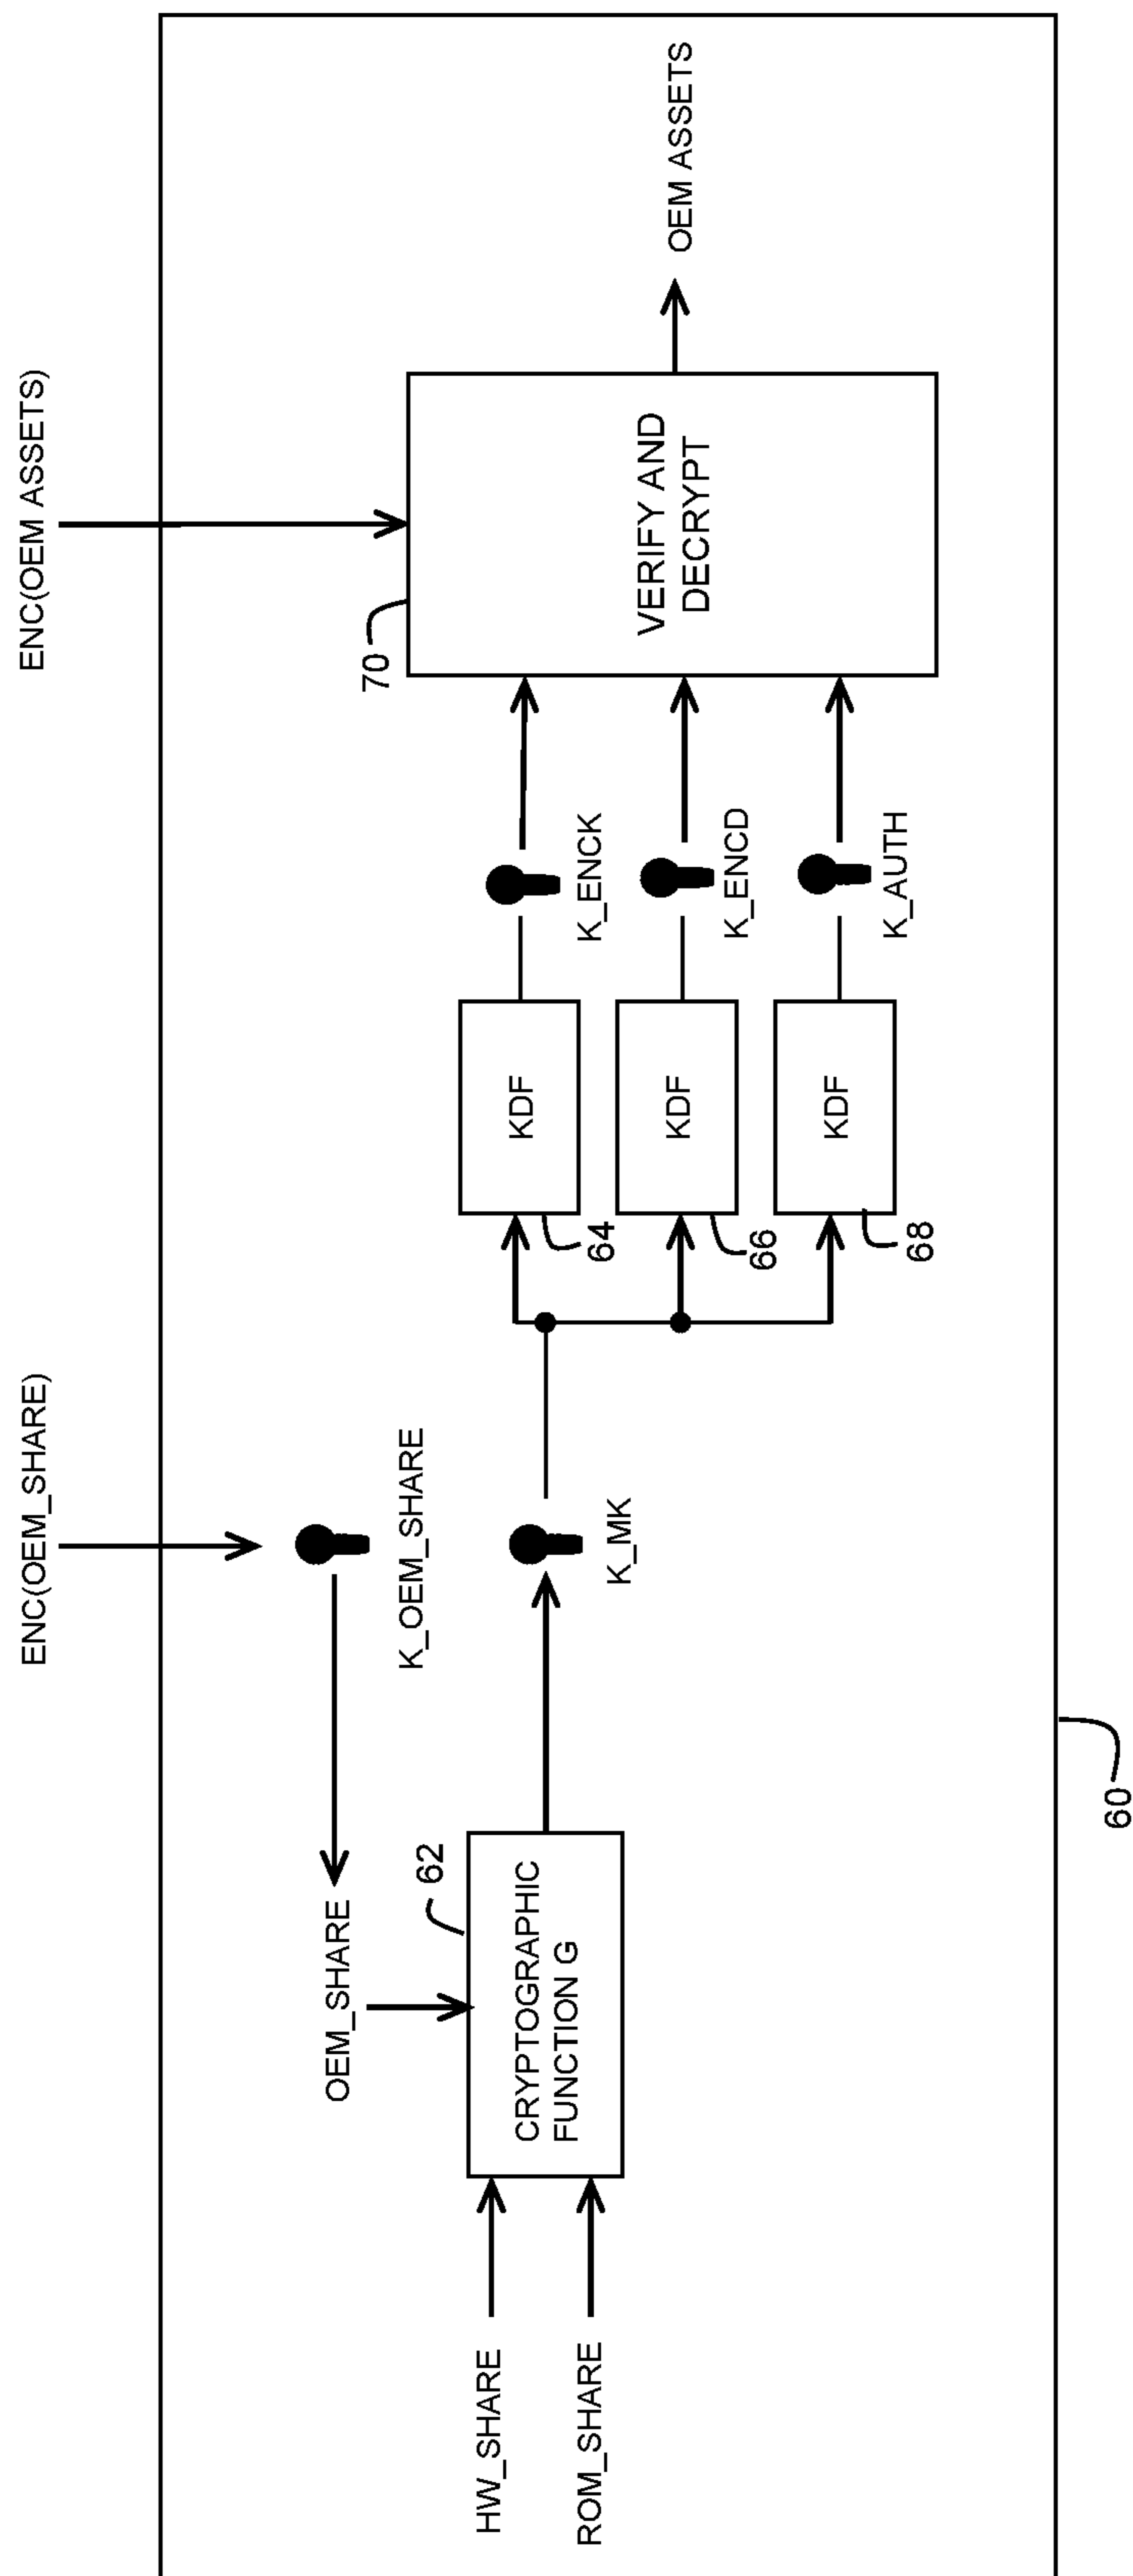 ENC(OEM_SHARE)
ENC(OEM ASSETS)
K_OEM_SHARE
OEM_SHARE
62
HW_SHARE
ROM_SHARE
CRYPTOGRAPHIC
FUNCTION G
K_MK
KDF
64
K_ENCK
KDF
66
K_ENCD
KDF
68
K_AUTH
70
VERIFY AND
DECRYPT
OEM ASSETS
60